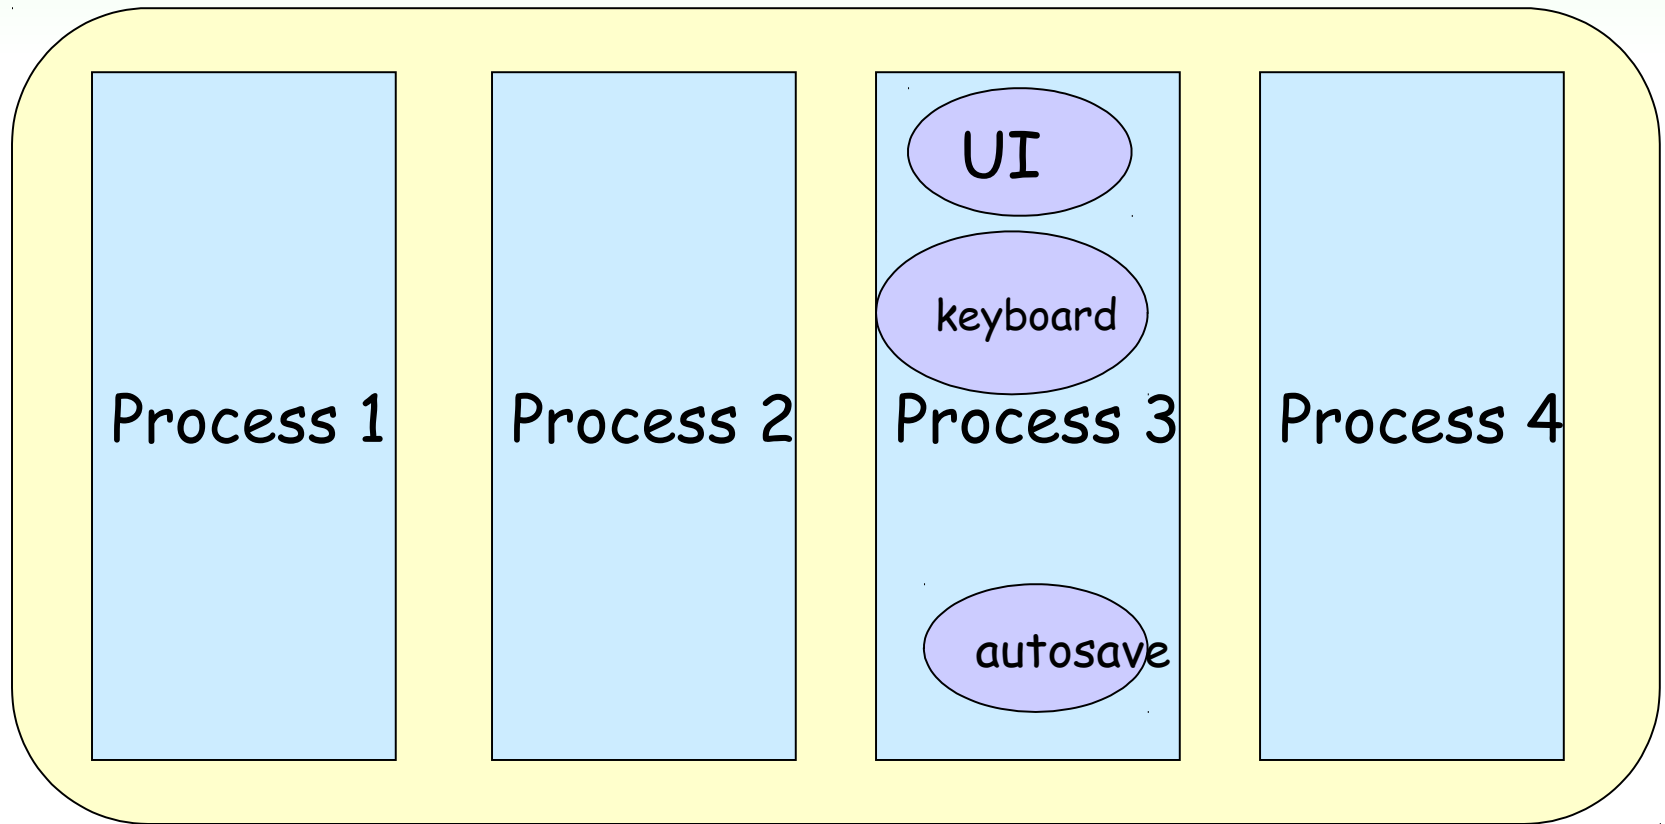 UI
keyboard
Process 1
Process 2
Process 3
Process 4
autosave